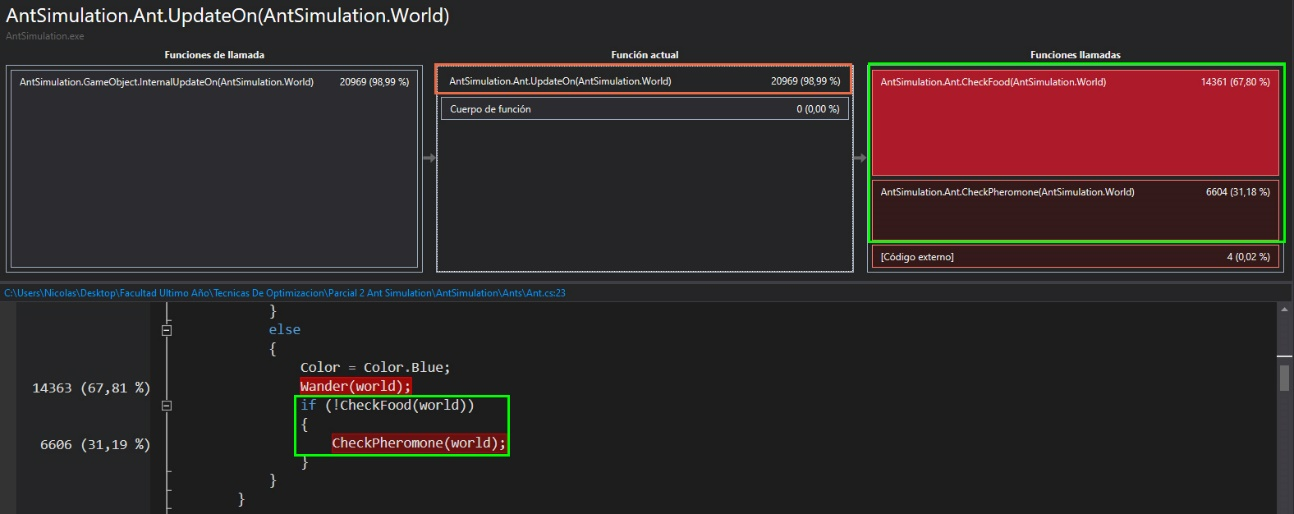 AntSimulation.Ant.UpdateOn(AntSimulation.World)
AntSimulation.exe
Funciones de llamada
Función actual
Funciones llamadas
AntSimulation.GameObject.InternalUpdateOn(AntSimulation.World) 20969 (98,99 %)
AntSimulation.Ant.UpdateOn(AntSimulation.World) 20969 (98,99 %)
Cuerpo de función 0 (0,00 %)
AntSimulation.Ant.CheckFood(AntSimulation.World) 14361 (67,80 %)
AntSimulation.Ant.CheckPheromone(AntSimulation.World) 6604 (31,18 %)
[Código externo] 4 (0,02 %)
C:\Users\Nicolas\Desktop\Facultad Ultimo Año\Tecnicas De Optimizacion\Parcial 2 Ant Simulation\AntSimulation\Ants\Ant.cs:23
}
else
{
Color = Color.Blue;
14363 (67,81 %) Wander(world);
if (!CheckFood(world))
{
6606 (31,19 %) CheckPheromone(world);
}
}
}